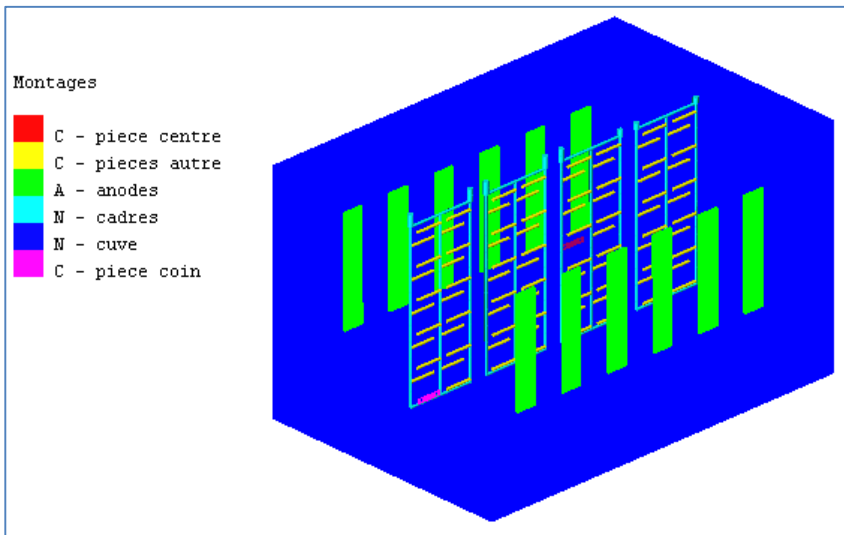 Montages
C - piece centre
C - pieces autre
A - anodes
N - cadres
N - cuve
C - piece coin